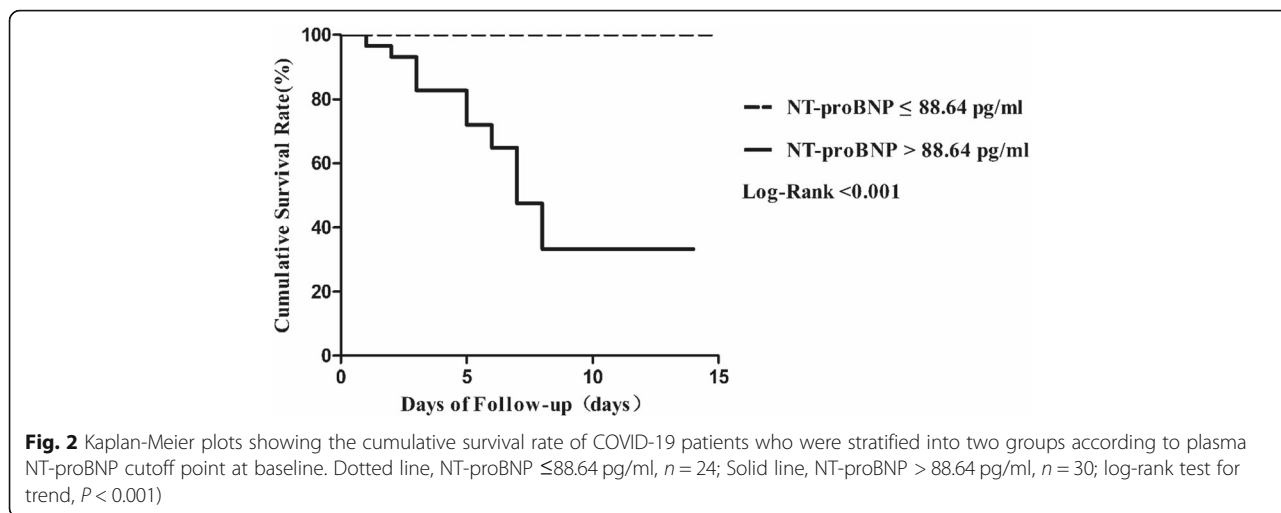 100
80
60
40
20
0
0 5 10 15
Cumulative Survival Rate(%)
Days of Follow-up（days）
NT-proBNP ≤ 88.64 pg/ml
NT-proBNP > 88.64 pg/ml
Log-Rank <0.001
Fig. 2 Kaplan-Meier plots showing the cumulative survival rate of COVID-19 patients who were stratified into two groups according to plasma
NT-proBNP cutoff point at baseline. Dotted line, NT-proBNP ≤88.64 pg/ml, n = 24; Solid line, NT-proBNP > 88.64 pg/ml, n = 30; log-rank test for
trend, P < 0.001)